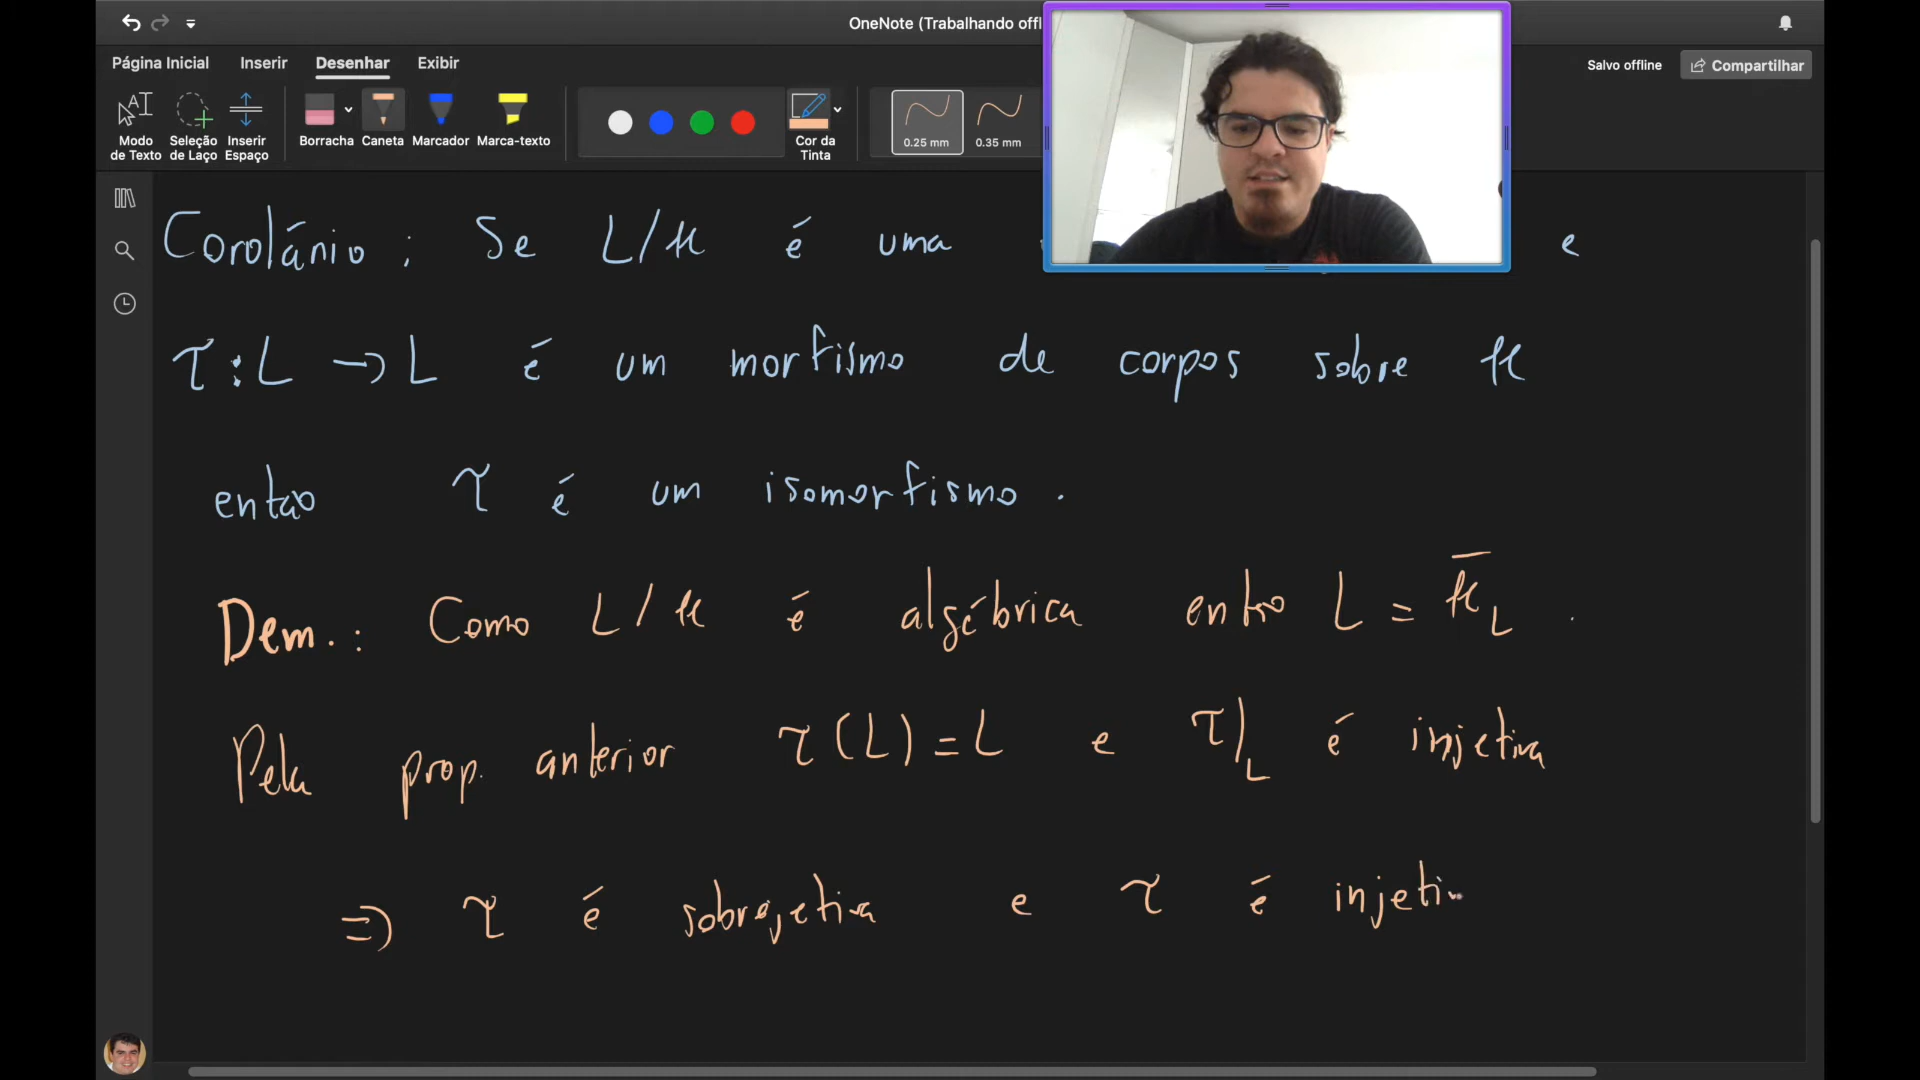 OneNote (Trabalhando offl
Página Inicial Inserir Desenhar Exibir
Salvo offline Compartilhar
Modo de Texto
Seleção de Laço
Inserir Espaço
Borracha Caneta Marcador Marca-texto
Cor da Tinta
0.25 mm 0.35 mm
Corolário: Se L/K é uma e
τ: L → L é um morfismo de corpos sobre K
então τ é um isomorfismo.
Dem.: Como L/K é algébrica então L = K̄_L.
Pela prop. anterior τ(L) = L e τ|_L é injetiva
=> τ é sobrejetiva e τ é injetiv